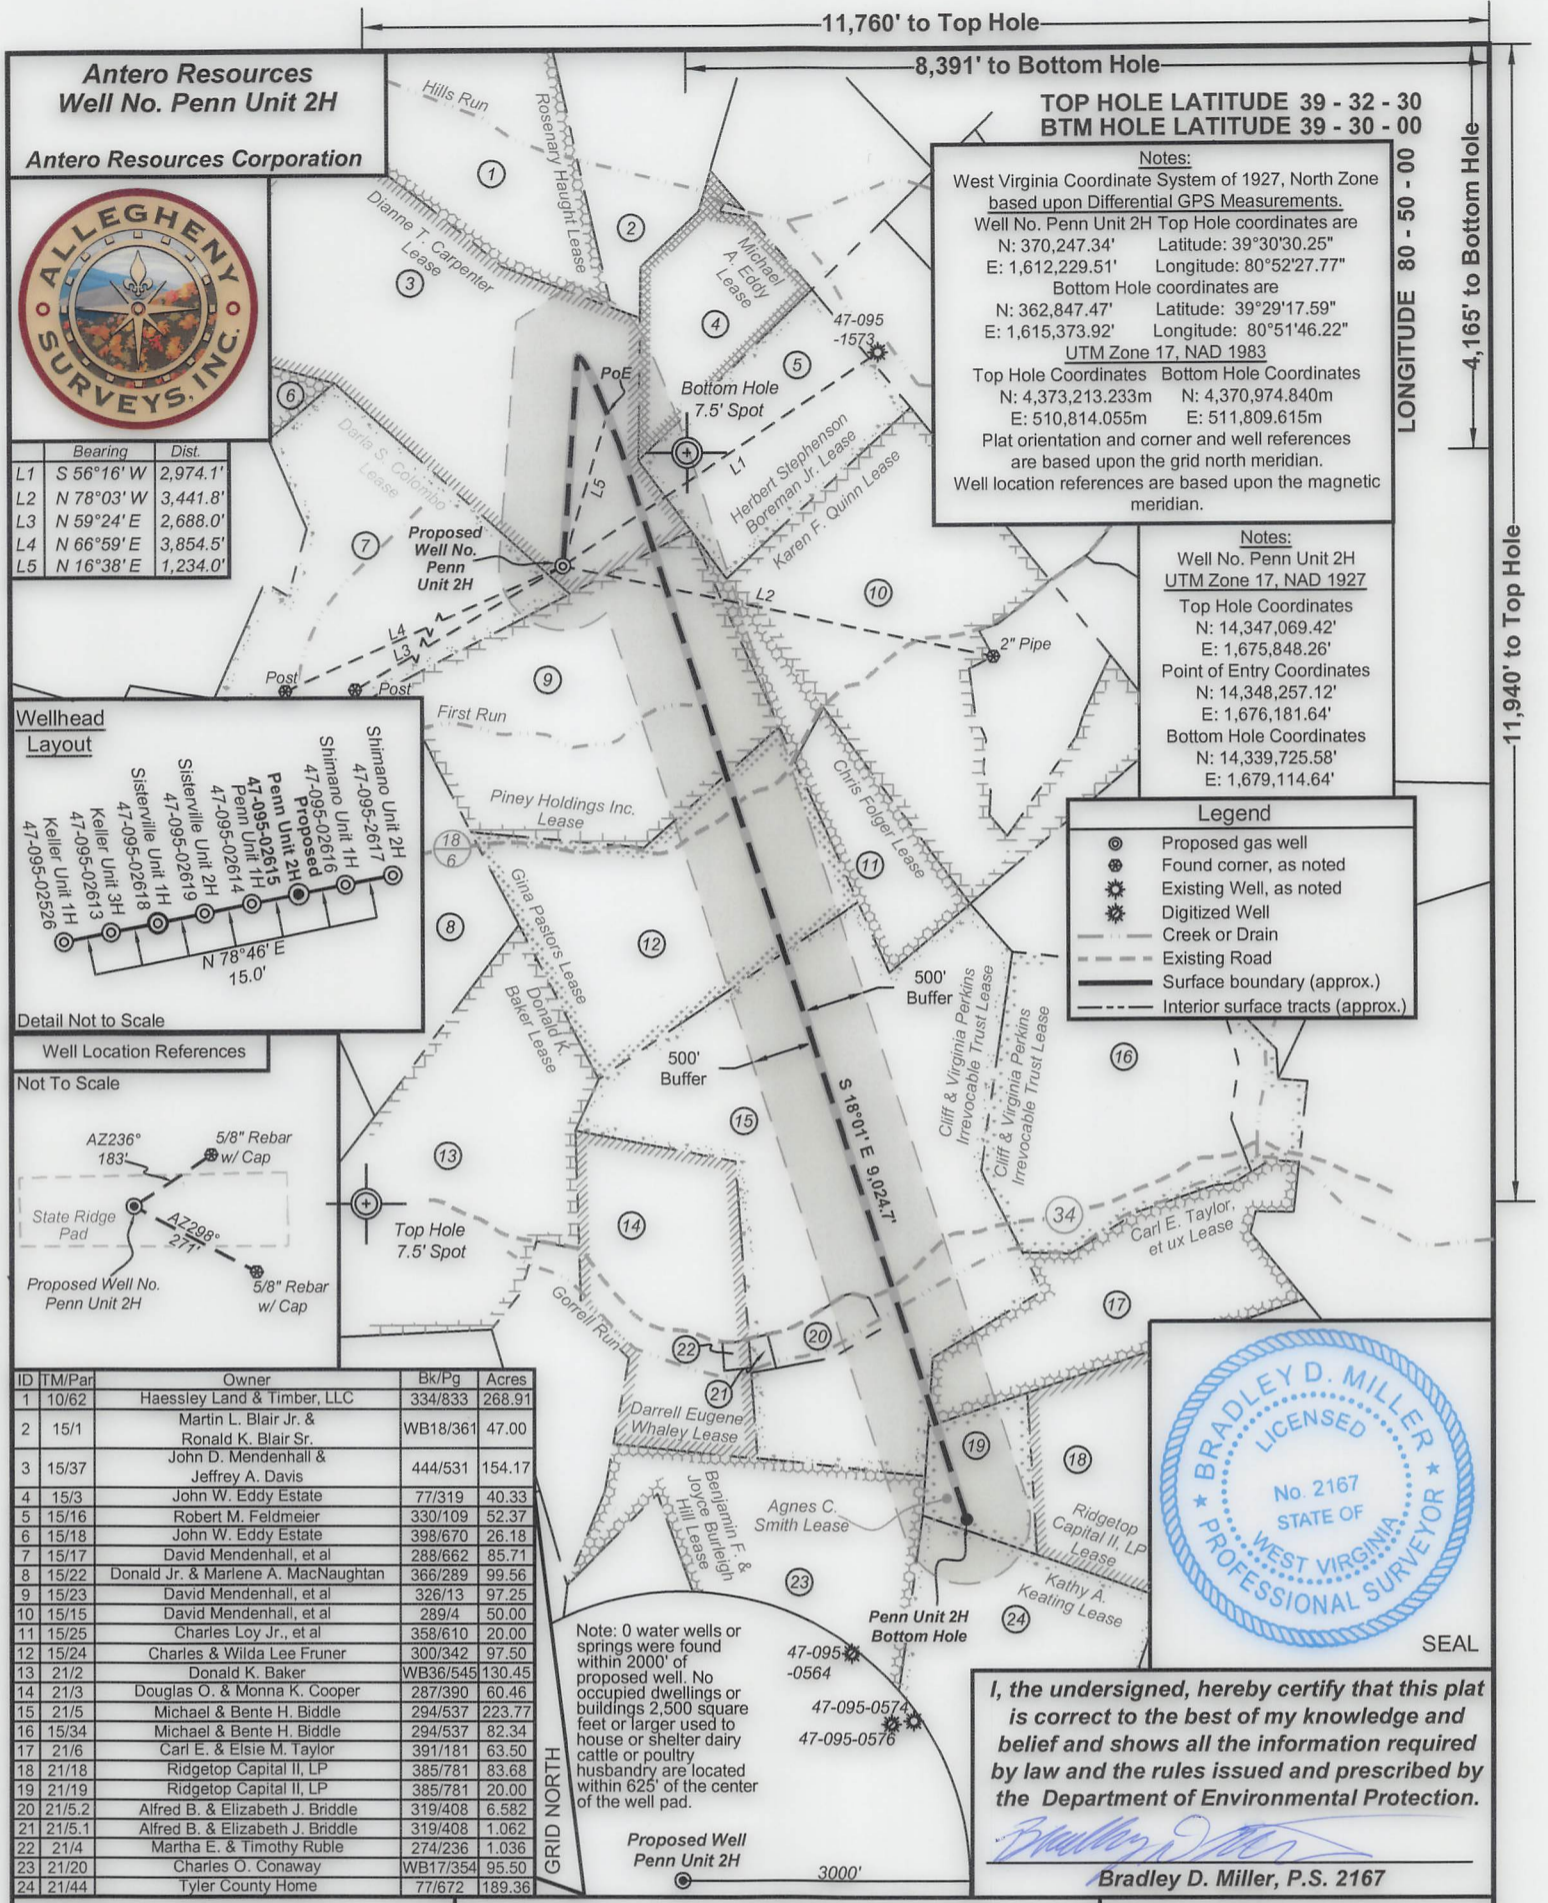 11,760' to Top Hole
8,391' to Bottom Hole
Antero Resources
Well No. Penn Unit 2H
Antero Resources Corporation
ALLEGHENY
SURVEYS, INC.
TOP HOLE LATITUDE 39 - 32 - 30
BTM HOLE LATITUDE 39 - 30 - 00
LONGITUDE 80 - 50 - 00
4,165' to Bottom Hole
11,940' to Top Hole
Notes:
West Virginia Coordinate System of 1927, North Zone
based upon Differential GPS Measurements.
Well No. Penn Unit 2H Top Hole coordinates are
N: 370,247.34' Latitude: 39°30'30.25"
E: 1,612,229.51' Longitude: 80°52'27.77"
Bottom Hole coordinates are
N: 362,847.47' Latitude: 39°29'17.59"
E: 1,615,373.92' Longitude: 80°51'46.22"
UTM Zone 17, NAD 1983
Top Hole Coordinates Bottom Hole Coordinates
N: 4,373,213.233m N: 4,370,974.840m
E: 510,814.055m E: 511,809.615m
Plat orientation and corner and well references
are based upon the grid north meridian.
Well location references are based upon the magnetic
meridian.
Notes:
Well No. Penn Unit 2H
UTM Zone 17, NAD 1927
Top Hole Coordinates
N: 14,347,069.42'
E: 1,675,848.26'
Point of Entry Coordinates
N: 14,348,257.12'
E: 1,676,181.64'
Bottom Hole Coordinates
N: 14,339,725.58'
E: 1,679,114.64'
Legend
Proposed gas well
Found corner, as noted
Existing Well, as noted
Digitized Well
Creek or Drain
Existing Road
Surface boundary (approx.)
Interior surface tracts (approx.)
Bearing Dist.
L1 S 56°16' W 2,974.1'
L2 N 78°03' W 3,441.8'
L3 N 59°24' E 2,688.0'
L4 N 66°59' E 3,854.5'
L5 N 16°38' E 1,234.0'
Hills Run
Rosenary Haught Lease
Dianne T. Carpenter
Lease
Michael
A. Eddy
Lease
1
2
3
4
5
6
7
47-095
-1573
PoE
Bottom Hole
7.5' Spot
L1
L5
Darla S. Colombo
Lease
Herbert Stephenson
Boreman Jr. Lease
Karen F. Quinn Lease
Proposed
Well No.
Penn
Unit 2H
L2
10
2" Pipe
L4
L3
Post
Post
9
First Run
Piney Holdings Inc.
Lease
Chris Folger Lease
18
6
11
8
12
Gina Pastors Lease
Donald K.
Baker Lease
500'
Buffer
500'
Buffer
Cliff & Virginia Perkins
Irrevocable Trust Lease
Cliff & Virginia Perkins
Irrevocable Trust Lease
16
S 18°01' E 9,024.7'
15
13
14
Top Hole
7.5' Spot
34
Carl E. Taylor,
et ux Lease
17
Gorrell Run
22
20
21
Darrell Eugene
Whaley Lease
19
18
Ridgetop
Capital II, LP
Lease
Agnes C.
Smith Lease
Benjamin F. &
Joyce Burleigh
Hill Lease
23
Kathy A.
Keating Lease
24
Penn Unit 2H
Bottom Hole
Wellhead
Layout
Keller Unit 1H
47-095-02526
Keller Unit 3H
47-095-02613
Sisterville Unit 1H
47-095-02618
Sisterville Unit 2H
47-095-02619
Penn Unit 1H
47-095-02614
Proposed
Penn Unit 2H
47-095-02615
Shimano Unit 1H
47-095-02616
Shimano Unit 2H
47-095-2617
N 78°46' E
15.0'
Detail Not to Scale
Well Location References
Not To Scale
AZ236°
183'
5/8" Rebar
w/ Cap
State Ridge
Pad
AZ298°
271'
Proposed Well No.
Penn Unit 2H
5/8" Rebar
w/ Cap
ID TM/Par Owner Bk/Pg Acres
1 10/62 Haessley Land & Timber, LLC 334/833 268.91
2 15/1 Martin L. Blair Jr. &
Ronald K. Blair Sr. WB18/361 47.00
3 15/37 John D. Mendenhall &
Jeffrey A. Davis 444/531 154.17
4 15/3 John W. Eddy Estate 77/319 40.33
5 15/16 Robert M. Feldmeier 330/109 52.37
6 15/18 John W. Eddy Estate 398/670 26.18
7 15/17 David Mendenhall, et al 288/662 85.71
8 15/22 Donald Jr. & Marlene A. MacNaughtan 366/289 99.56
9 15/23 David Mendenhall, et al 326/13 97.25
10 15/15 David Mendenhall, et al 289/4 50.00
11 15/25 Charles Loy Jr., et al 358/610 20.00
12 15/24 Charles & Wilda Lee Fruner 300/342 97.50
13 21/2 Donald K. Baker WB36/545 130.45
14 21/3 Douglas O. & Monna K. Cooper 287/390 60.46
15 21/5 Michael & Bente H. Biddle 294/537 223.77
16 15/34 Michael & Bente H. Biddle 294/537 82.34
17 21/6 Carl E. & Elsie M. Taylor 391/181 63.50
18 21/18 Ridgetop Capital II, LP 385/781 83.68
19 21/19 Ridgetop Capital II, LP 385/781 20.00
20 21/5.2 Alfred B. & Elizabeth J. Briddle 319/408 6.582
21 21/5.1 Alfred B. & Elizabeth J. Briddle 319/408 1.062
22 21/4 Martha E. & Timothy Ruble 274/236 1.036
23 21/20 Charles O. Conaway WB17/354 95.50
24 21/44 Tyler County Home 77/672 189.36
GRID NORTH
Note: 0 water wells or
springs were found
within 2000' of
proposed well. No
occupied dwellings or
buildings 2,500 square
feet or larger used to
house or shelter dairy
cattle or poultry
husbandry are located
within 625' of the center
of the well pad.
47-095
-0564
47-095-0574
47-095-0576
Proposed Well
Penn Unit 2H
3000'
BRADLEY D. MILLER
LICENSED
No. 2167
STATE OF
WEST VIRGINIA
PROFESSIONAL SURVEYOR
SEAL
I, the undersigned, hereby certify that this plat
is correct to the best of my knowledge and
belief and shows all the information required
by law and the rules issued and prescribed by
the Department of Environmental Protection.
Bradley D. Miller, P.S. 2167